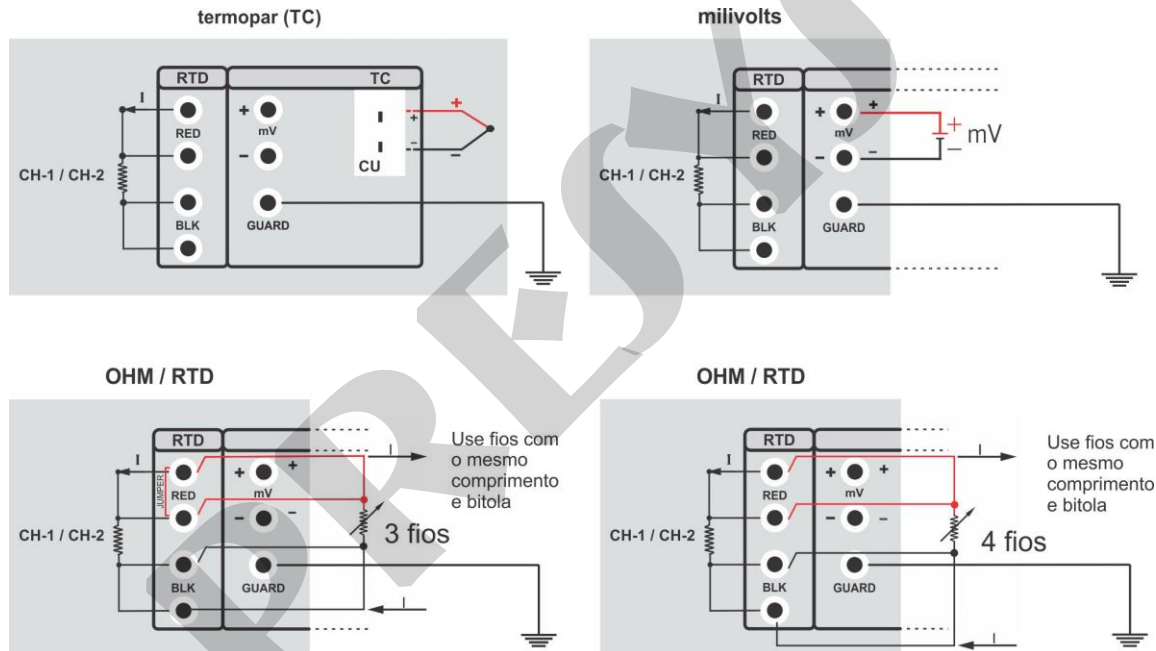 termopar (TC)
RTD
TC
I
RED
+
mV
-
+
+
-
-
CU
CH-1 / CH-2
BLK
GUARD
milivolts
RTD
I
RED
+
+
mV
-
-
+
-
mV
CH-1 / CH-2
BLK
GUARD
OHM / RTD
RTD
I
I
JUMPER
RED
+
+
mV
-
-
Use fios com
o mesmo
comprimento
e bitola
CH-1 / CH-2
3 fios
BLK
GUARD
I
OHM / RTD
RTD
I
I
RED
+
+
mV
-
-
Use fios com
o mesmo
comprimento
e bitola
CH-1 / CH-2
4 fios
BLK
GUARD
I
PRESYS